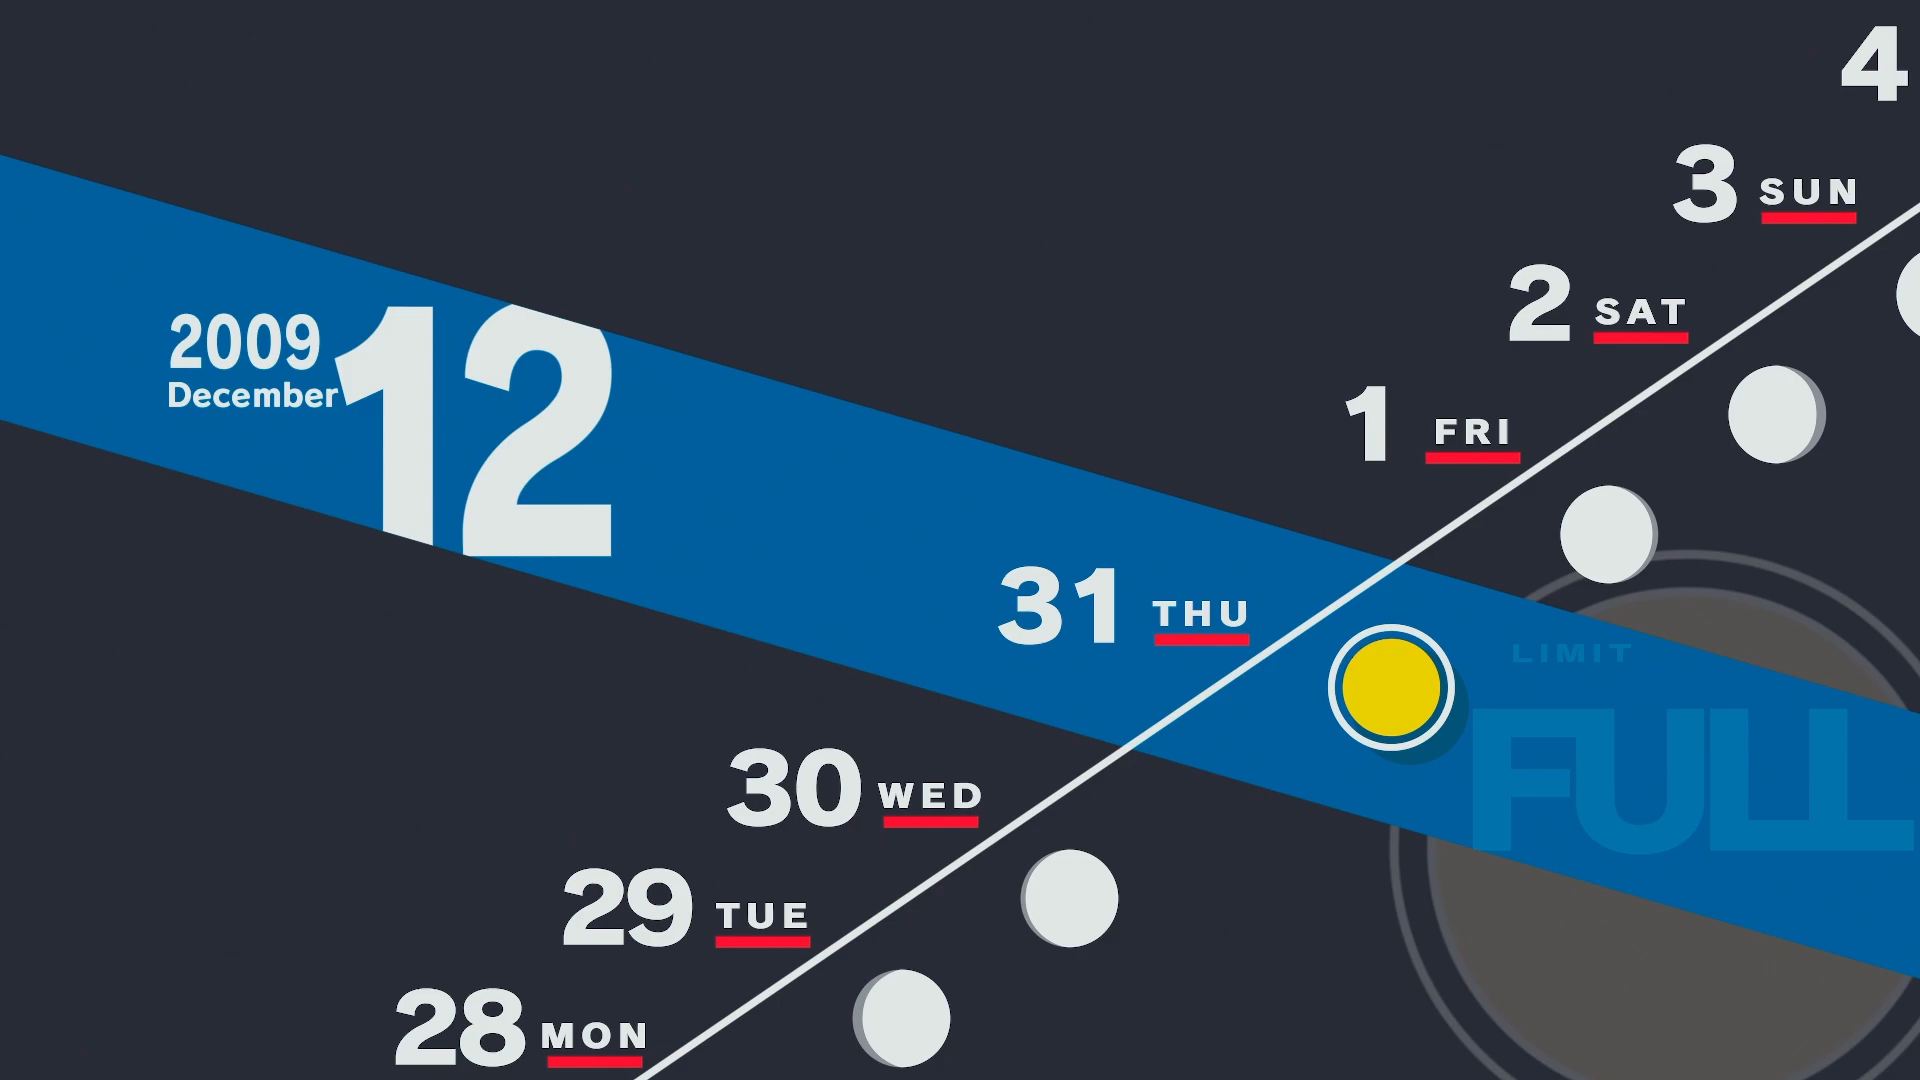 4
3 SUN
2 SAT
1 FRI
2009
December
12
31 THU
LIMIT
FULL
30 WED
29 TUE
28 MON